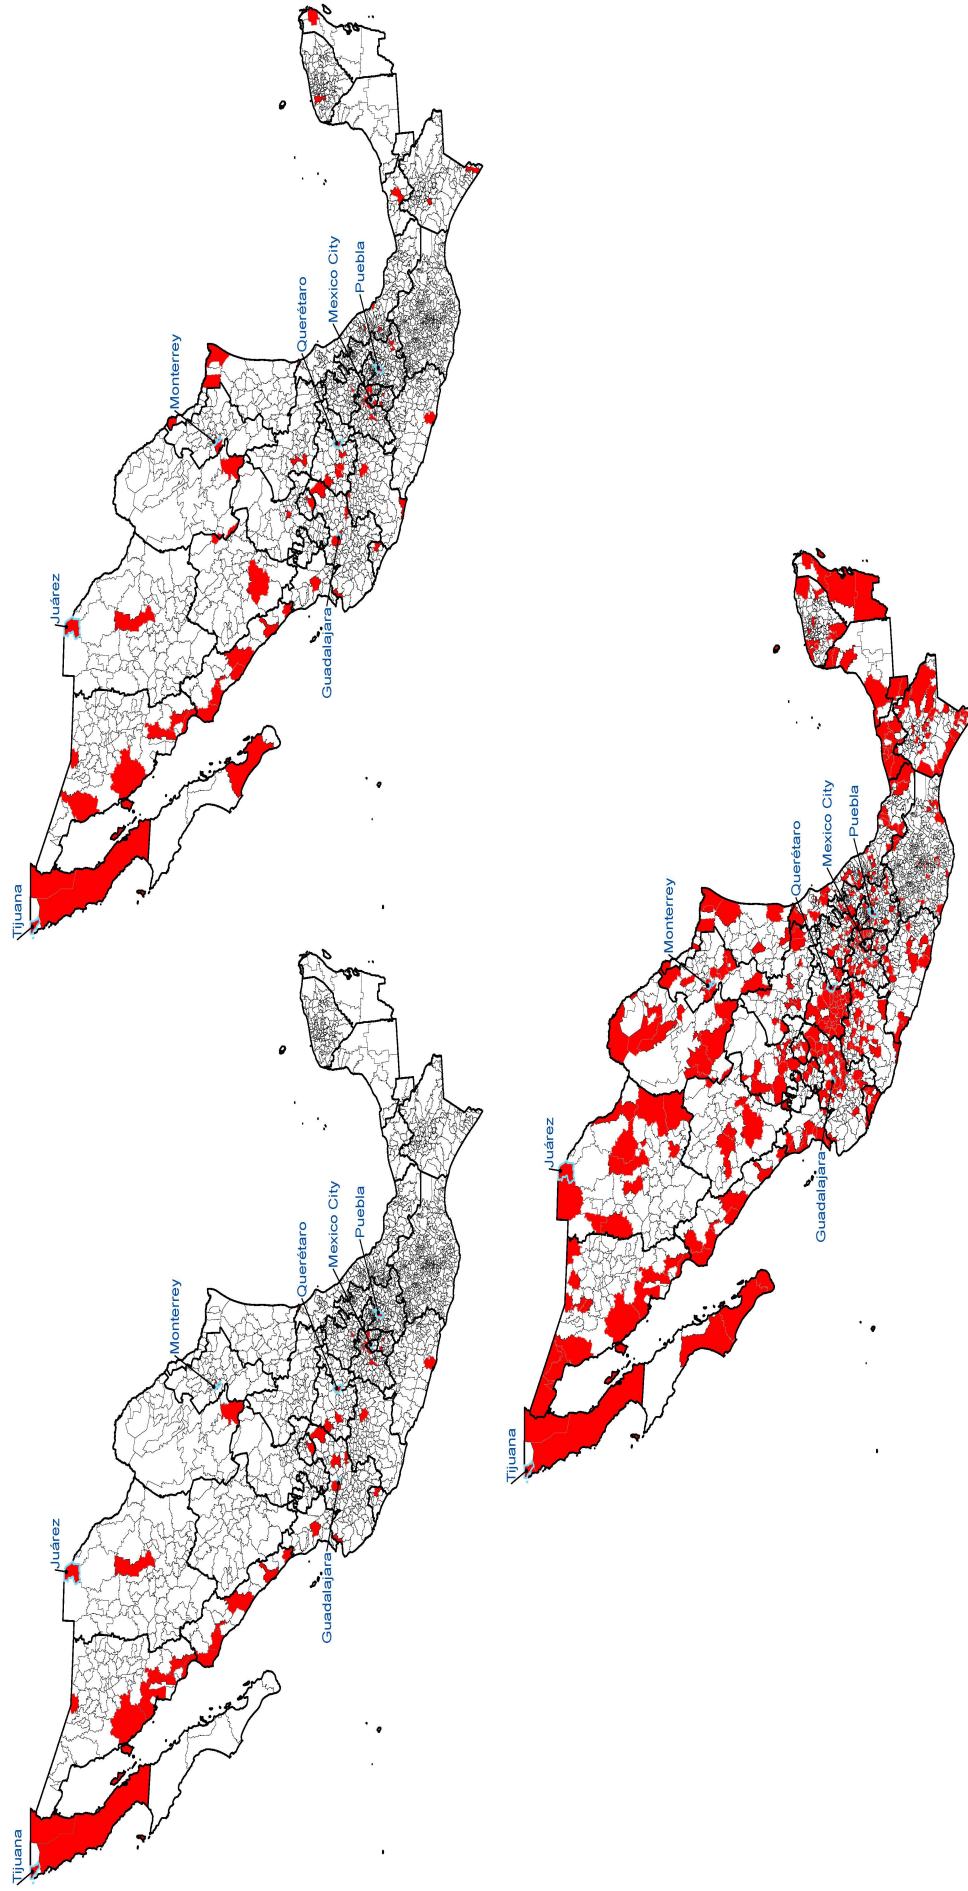 Tijuana
Juárez
Monterrey
Querétaro
Mexico City
Puebla
Guadalajara
Tijuana
Juárez
Monterrey
Querétaro
Mexico City
Puebla
Guadalajara
Tijuana
Juárez
Monterrey
Querétaro
Mexico City
Puebla
Guadalajara